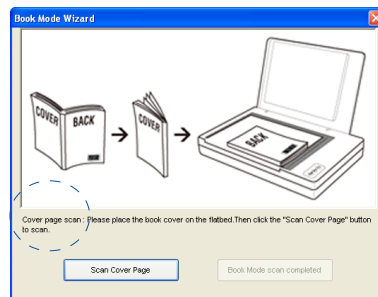 Book Mode Wizard
COVER
BACK
COVER
BACK
Cover page scan : Please place the book cover on the flatbed.Then click the "Scan Cover Page" button
to scan.
Scan Cover Page
Book Mode scan completed